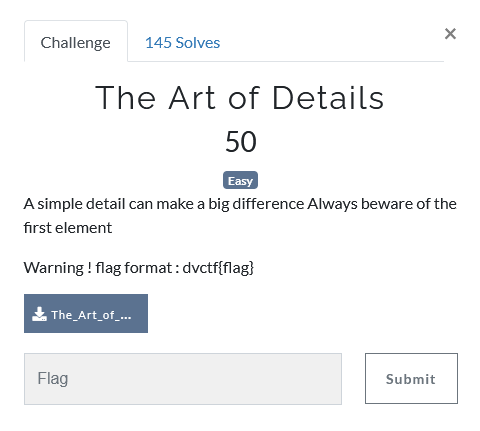 Challenge
145 Solves
×
The Art of Details
50
Easy
A simple detail can make a big difference Always beware of the
first element
Warning ! flag format : dvctf{flag}
The_Art_of_...
Flag
Submit